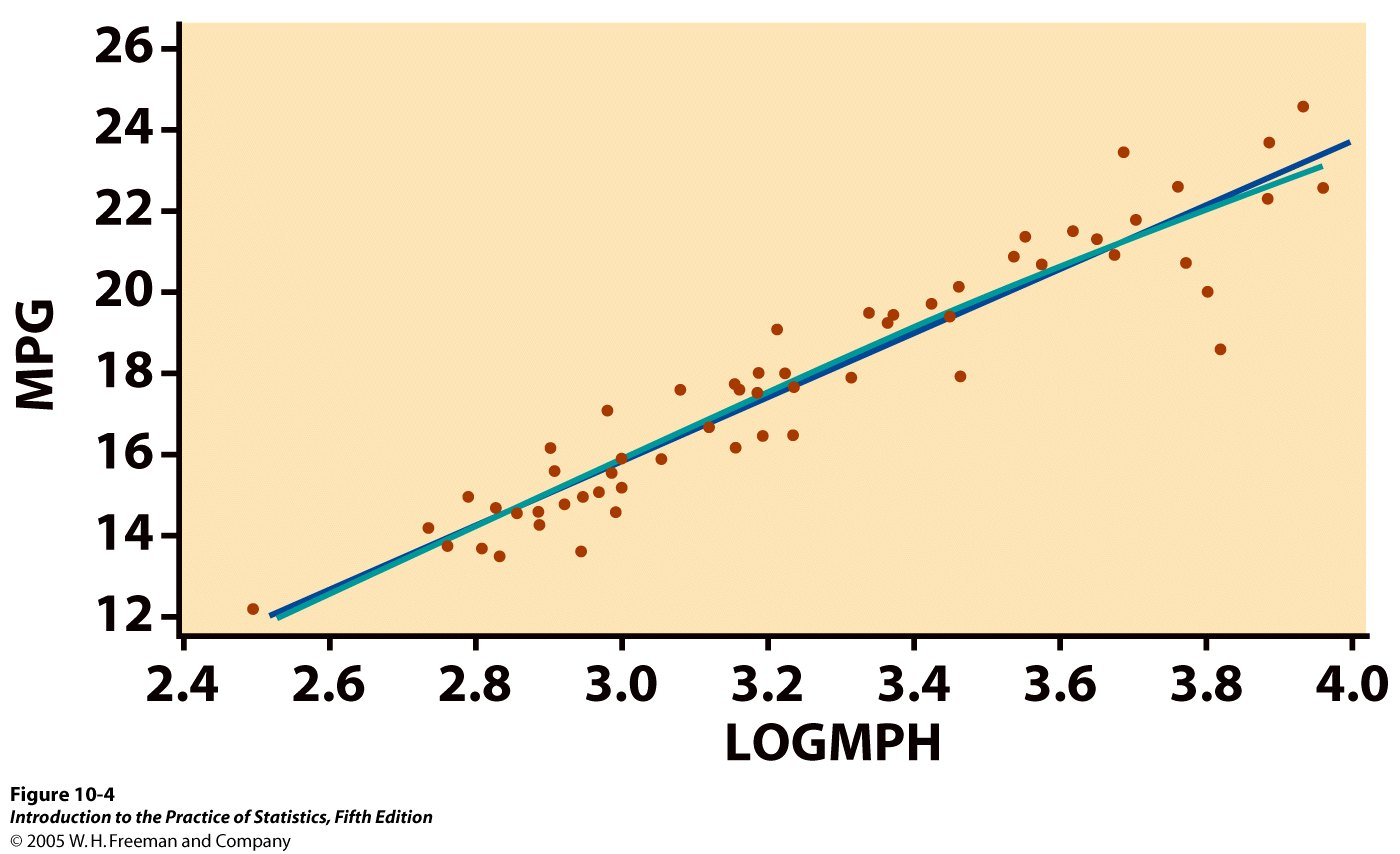 26
24
22
20
18
16
14
12
MPG
2.4 2.6 2.8 3.0 3.2 3.4 3.6 3.8 4.0
LOGMPH
Figure 10-4
Introduction to the Practice of Statistics, Fifth Edition
© 2005 W. H. Freeman and Company